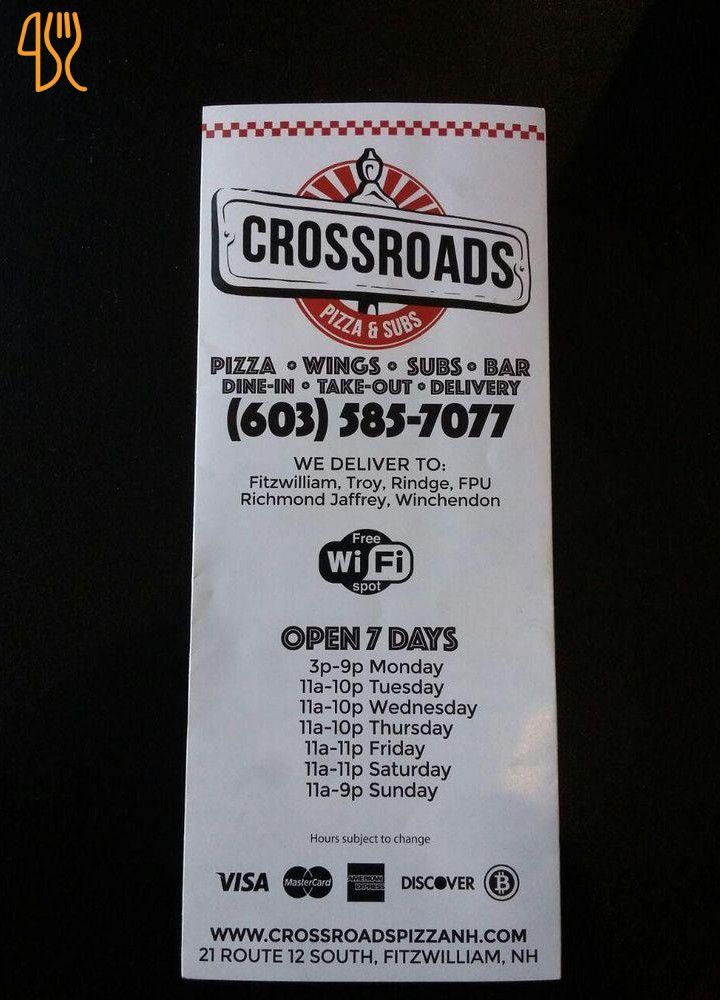 CROSSROADS
PIZZA & SUBS
PIZZA • WINGS • SUBS • BAR
DINE-IN • TAKE-OUT • DELIVERY
(603) 585-7077
WE DELIVER TO:
Fitzwilliam, Troy, Rindge, FPU
Richmond Jaffrey, Winchendon
Free
Wi Fi
spot
OPEN 7 DAYS
3p-9p Monday
11a-10p Tuesday
11a-10p Wednesday
11a-10p Thursday
11a-11p Friday
11a-11p Saturday
11a-9p Sunday
Hours subject to change
VISA MasterCard AMERICAN EXPRESS DISCOVER ₿
WWW.CROSSROADSPIZZANH.COM
21 ROUTE 12 SOUTH, FITZWILLIAM, NH